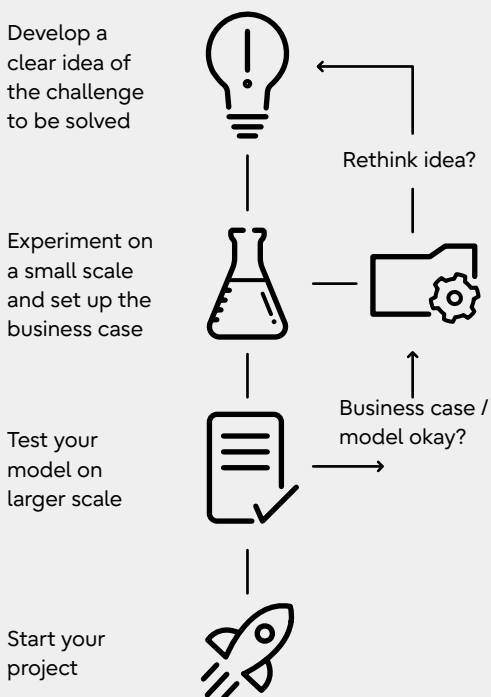 Develop a
clear idea of
the challenge
to be solved
Rethink idea?
Experiment on
a small scale
and set up the
business case
Business case /
model okay?
Test your
model on
larger scale
Start your
project